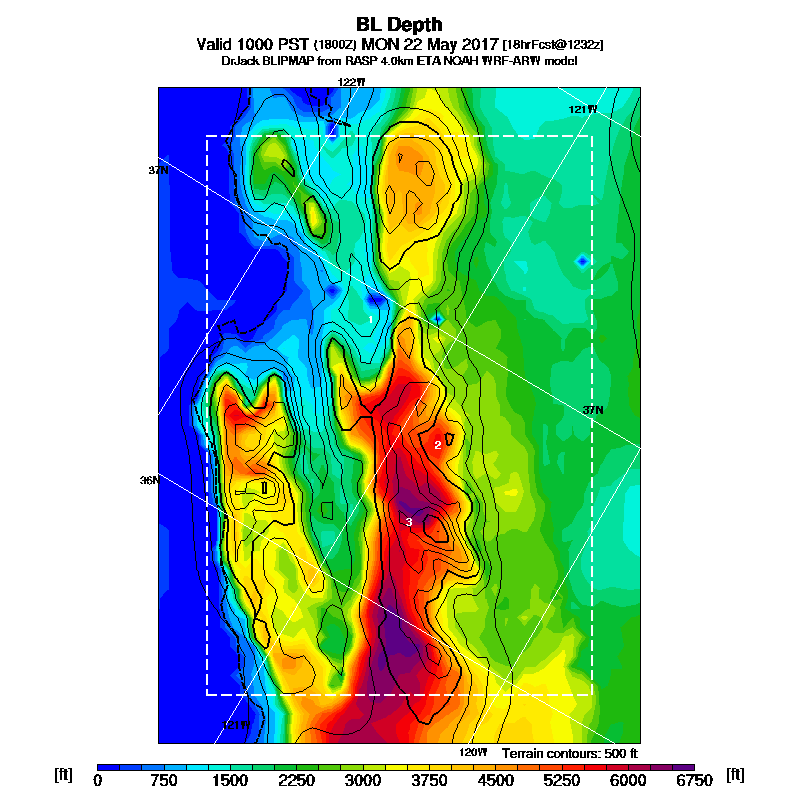 BL Depth
Valid 1000 PST (1800Z) MON 22 May 2017 [18hrFcst@1232z]
DrJack BLIPMAP from RASP 4.0km ETA NOAH WRF-ARW model
122W
121W
37N
1
37N
2
36N
3
121W
120W
Terrain contours: 500 ft
[ft] 0 750 1500 2250 3000 3750 4500 5250 6000 6750 [ft]